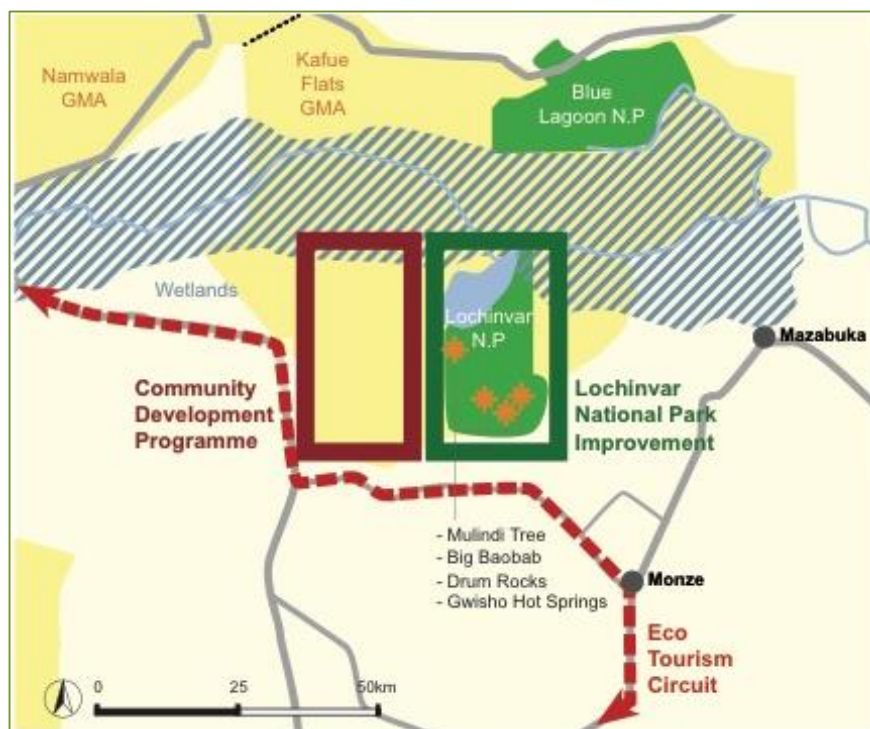 Namwala
GMA
Kafue
Flats
GMA
Blue
Lagoon N.P
Wetlands
Lochinvar
N.P
Mazabuka
Community
Development
Programme
Lochinvar
National Park
Improvement
- Mulindi Tree
- Big Baobab
- Drum Rocks
- Gwisho Hot Springs
Monze
Eco
Tourism
Circuit
0 25 50km